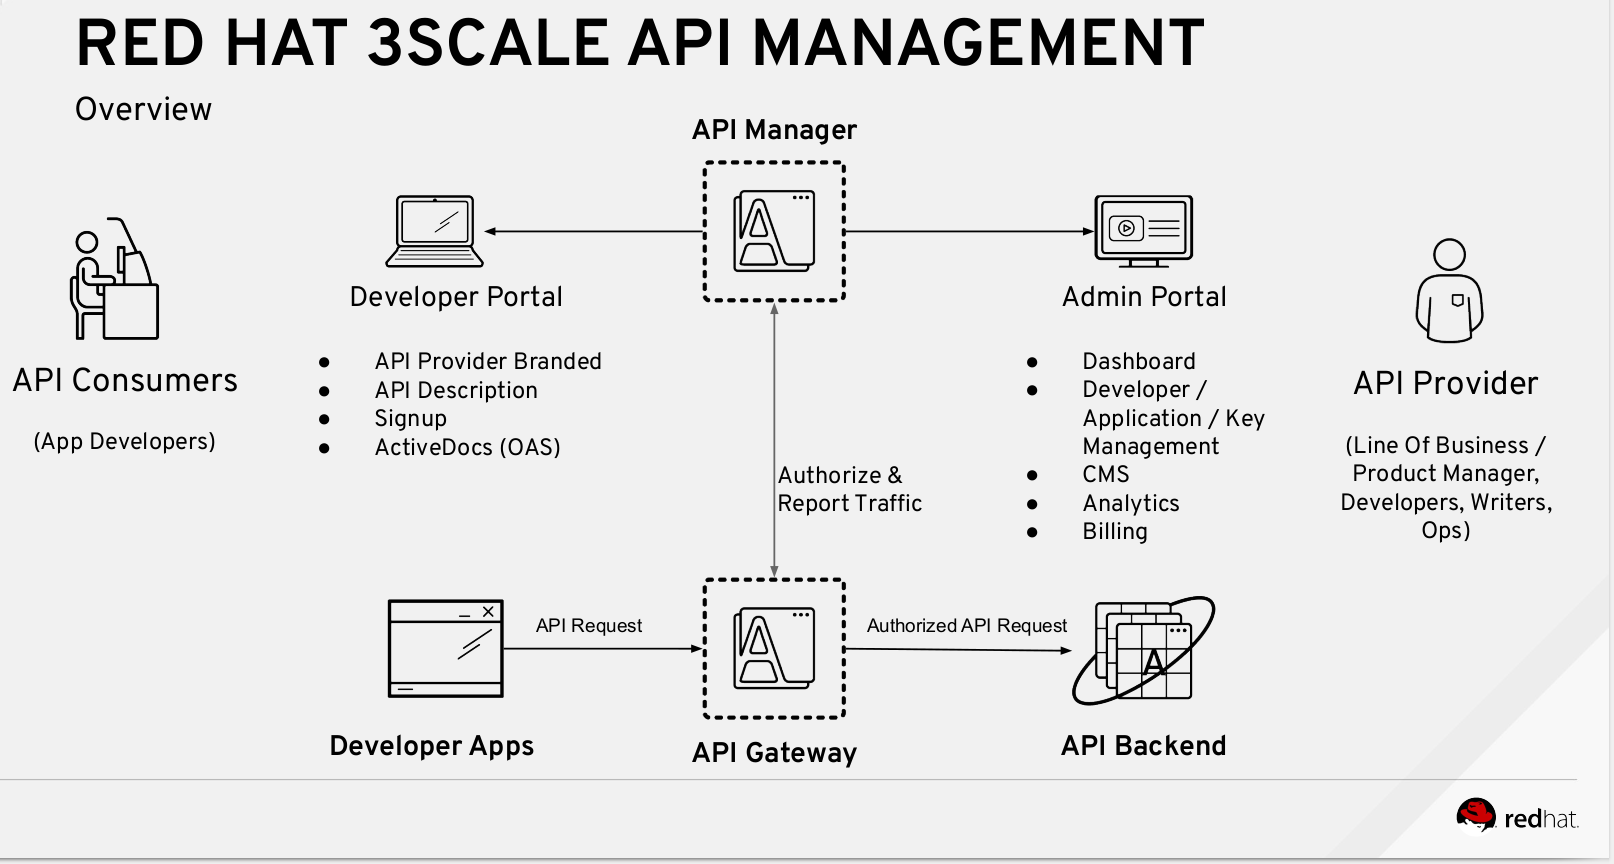 RED HAT 3SCALE API MANAGEMENT
Overview
API Manager
Developer Portal
Admin Portal
API Consumers
(App Developers)
● API Provider Branded
● API Description
● Signup
● ActiveDocs (OAS)
Authorize &
Report Traffic
● Dashboard
● Developer /
Application / Key
Management
● CMS
● Analytics
● Billing
API Provider
(Line Of Business /
Product Manager,
Developers, Writers,
Ops)
API Request
Authorized API Request
A
Developer Apps
API Gateway
API Backend
redhat.